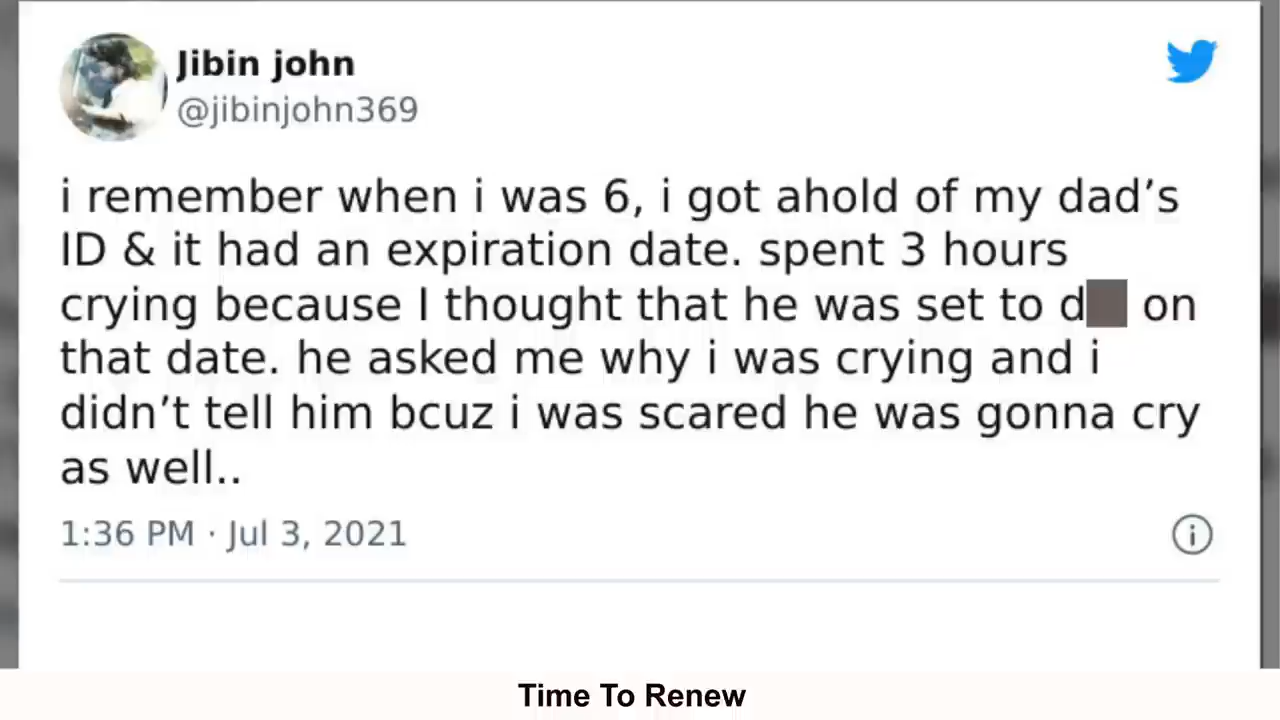 Jibin john
@jibinjohn369
i remember when i was 6, i got ahold of my dad’s
ID & it had an expiration date. spent 3 hours
crying because I thought that he was set to d on
that date. he asked me why i was crying and i
didn’t tell him bcuz i was scared he was gonna cry
as well..
1:36 PM · Jul 3, 2021
Time To Renew